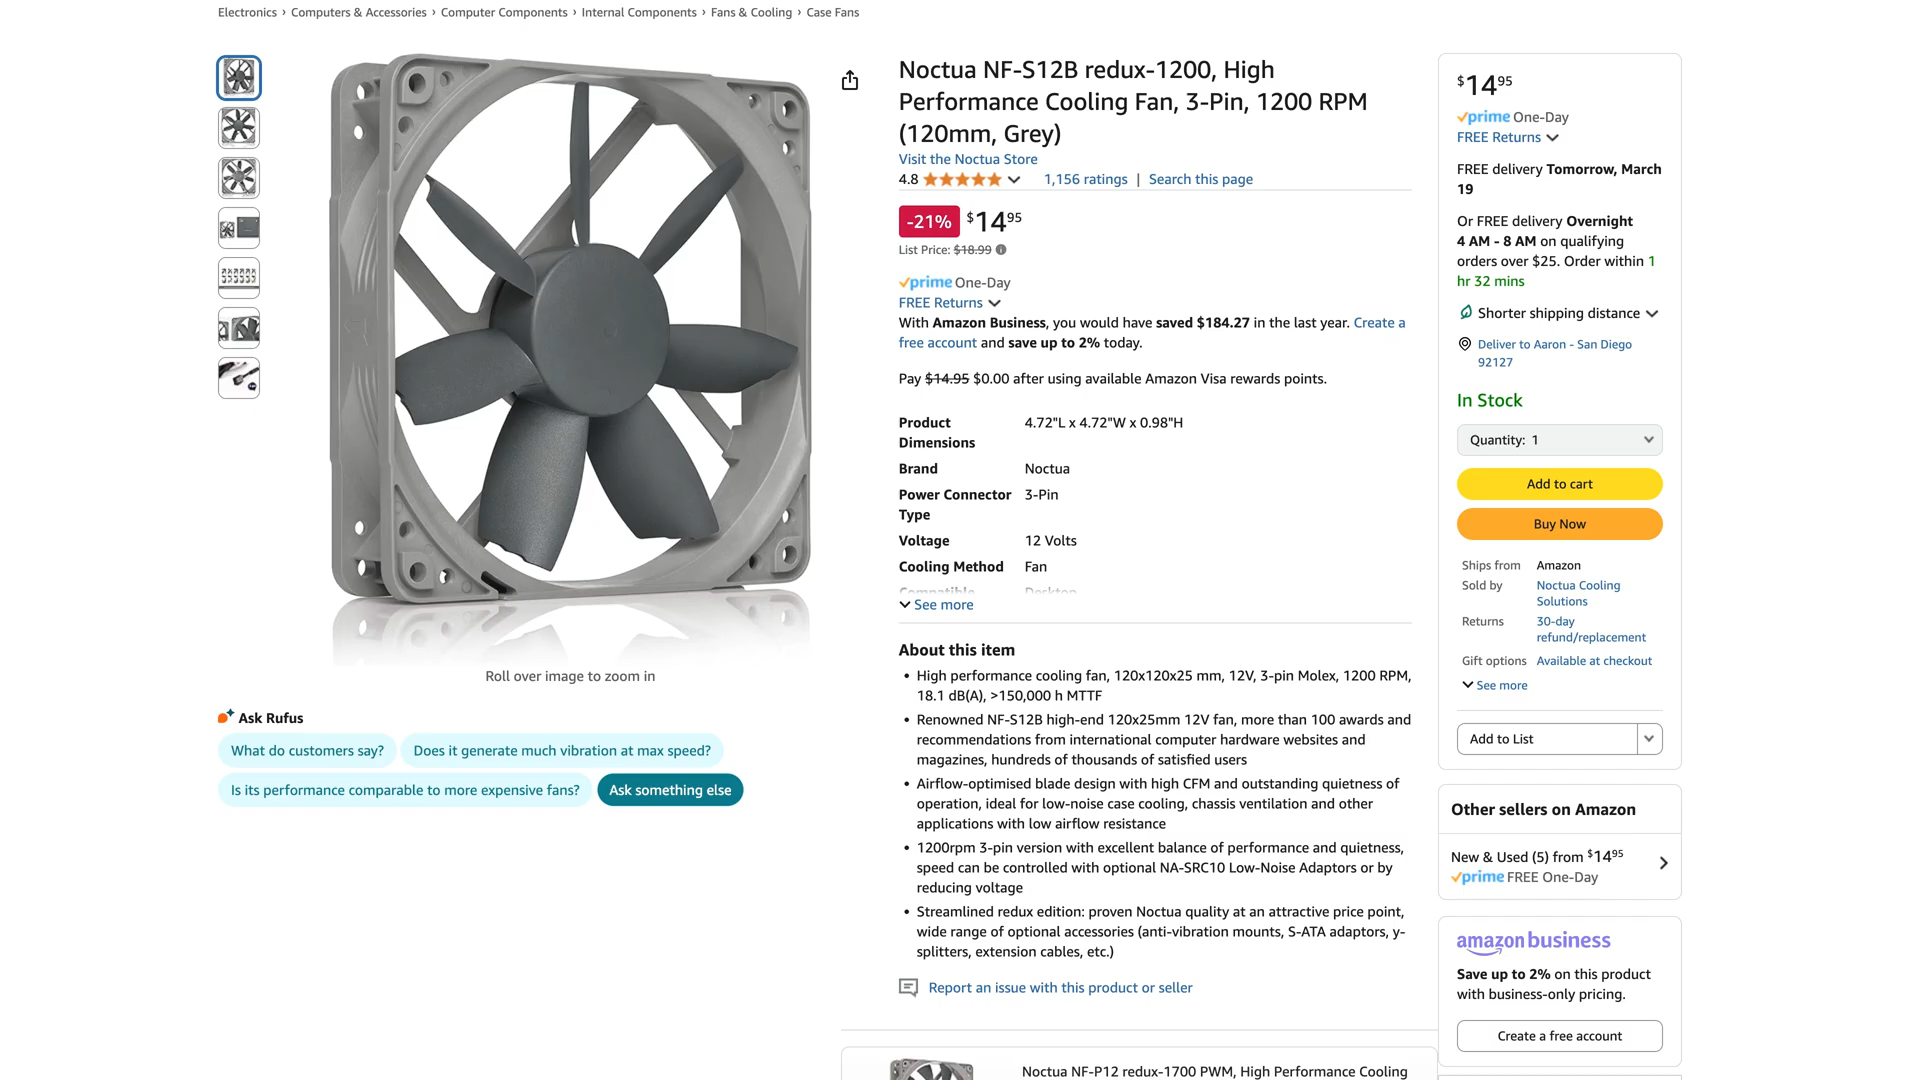 Electronics › Computers & Accessories › Computer Components › Internal Components › Fans & Cooling › Case Fans
Noctua NF-S12B redux-1200, High
Performance Cooling Fan, 3-Pin, 1200 RPM
(120mm, Grey)
Visit the Noctua Store
4.8 1,156 ratings | Search this page
-21% $14 95
List Price: $18.99
prime One-Day
FREE Returns
With Amazon Business, you would have saved $184.27 in the last year. Create a
free account and save up to 2% today.
Pay $14.95 $0.00 after using available Amazon Visa rewards points.
Product Dimensions 4.72"L x 4.72"W x 0.98"H
Brand Noctua
Power Connector Type 3-Pin
Voltage 12 Volts
Cooling Method Fan
Compatible Desktop
See more
About this item
• High performance cooling fan, 120x120x25 mm, 12V, 3-pin Molex, 1200 RPM,
18.1 dB(A), >150,000 h MTTF
• Renowned NF-S12B high-end 120x25mm 12V fan, more than 100 awards and
recommendations from international computer hardware websites and
magazines, hundreds of thousands of satisfied users
• Airflow-optimised blade design with high CFM and outstanding quietness of
operation, ideal for low-noise case cooling, chassis ventilation and other
applications with low airflow resistance
• 1200rpm 3-pin version with excellent balance of performance and quietness,
speed can be controlled with optional NA-SRC10 Low-Noise Adaptors or by
reducing voltage
• Streamlined redux edition: proven Noctua quality at an attractive price point,
wide range of optional accessories (anti-vibration mounts, S-ATA adaptors, y-
splitters, extension cables, etc.)
Report an issue with this product or seller
Noctua NF-P12 redux-1700 PWM, High Performance Cooling
Roll over image to zoom in
Ask Rufus
What do customers say?
Does it generate much vibration at max speed?
Is its performance comparable to more expensive fans?
Ask something else
$14 95
prime One-Day
FREE Returns
FREE delivery Tomorrow, March
19
Or FREE delivery Overnight
4 AM - 8 AM on qualifying
orders over $25. Order within 1
hr 32 mins
Shorter shipping distance
Deliver to Aaron - San Diego
92127
In Stock
Quantity: 1
Add to cart
Buy Now
Ships from Amazon
Sold by Noctua Cooling
Solutions
Returns 30-day
refund/replacement
Gift options Available at checkout
See more
Add to List
Other sellers on Amazon
New & Used (5) from $14 95
prime FREE One-Day
amazon business
Save up to 2% on this product
with business-only pricing.
Create a free account